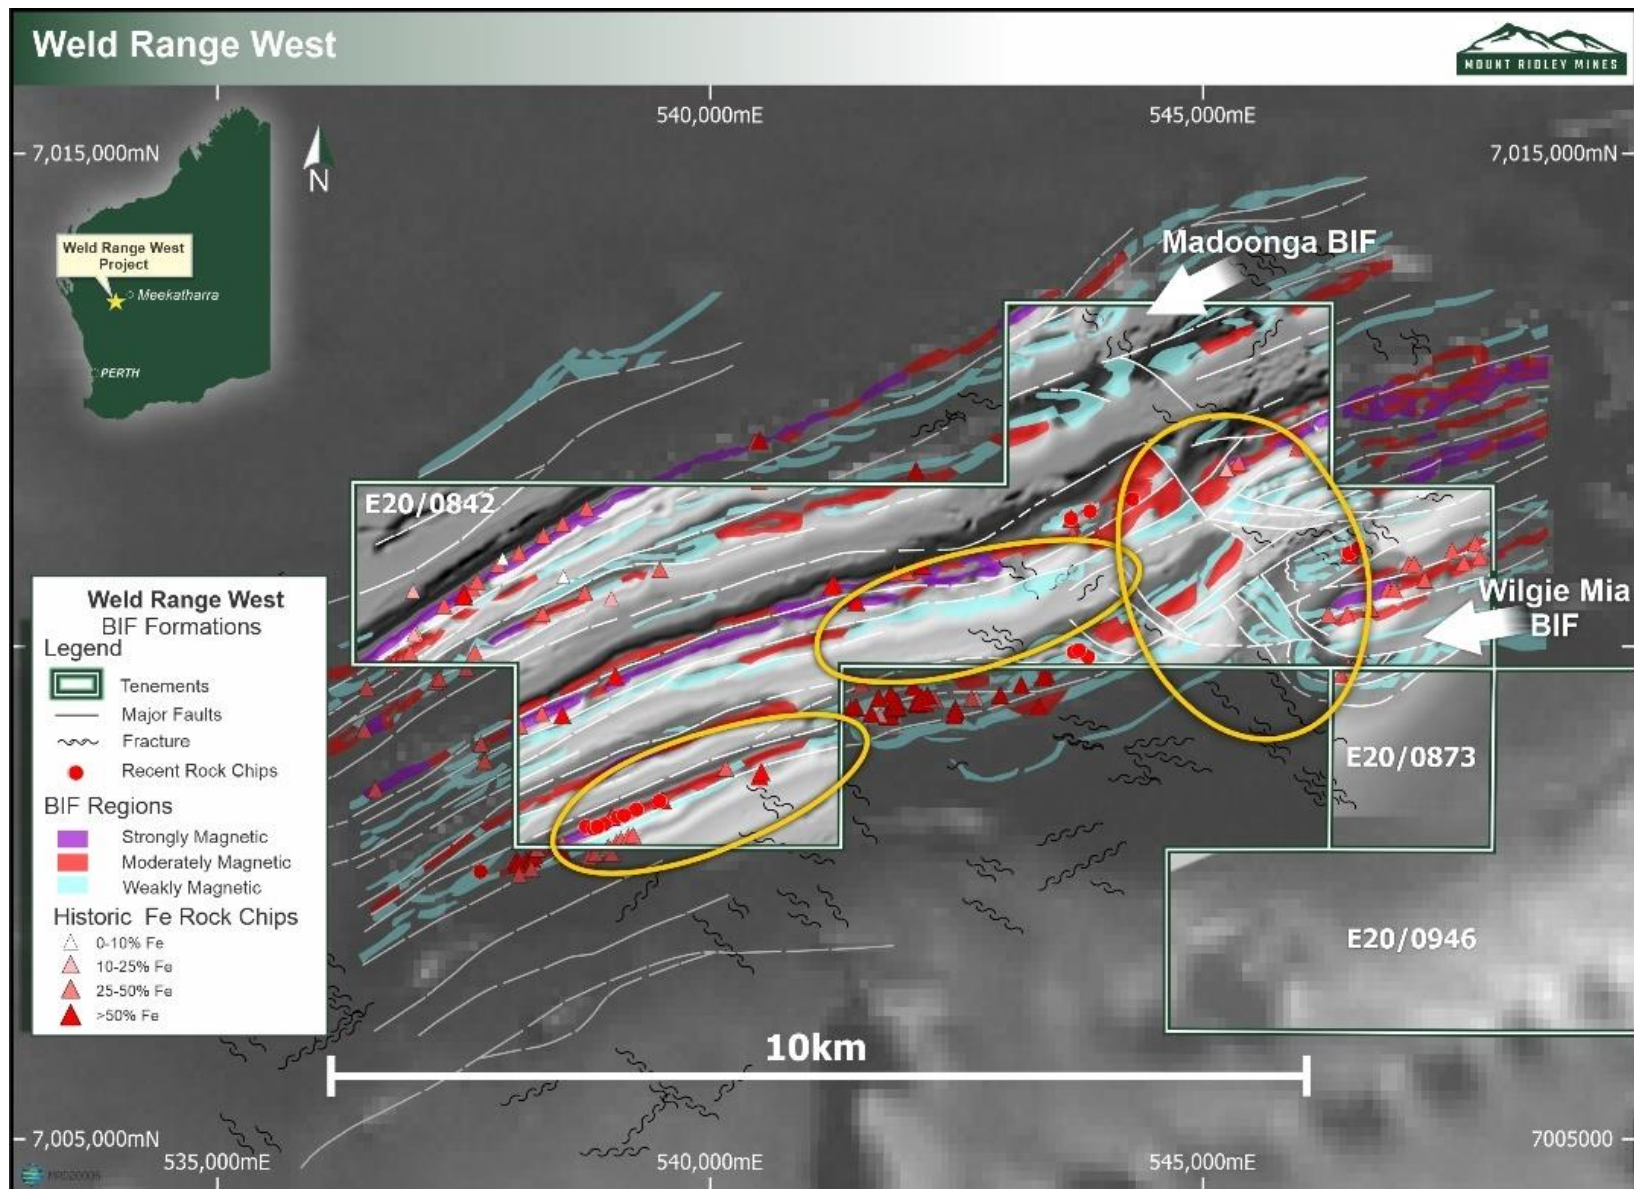 Weld Range West
MOUNT RIDLEY MINES
540,000mE
545,000mE
7,015,000mN
7,015,000mN
N
Weld Range West
Project
Meekatharra
PERTH
Madoonga BIF
E20/0842
Wilgie Mia
BIF
E20/0873
E20/0946
Weld Range West
BIF Formations
Legend
Tenements
Major Faults
Fracture
Recent Rock Chips
BIF Regions
Strongly Magnetic
Moderately Magnetic
Weakly Magnetic
Historic Fe Rock Chips
0-10% Fe
10-25% Fe
25-50% Fe
>50% Fe
10km
7,005,000mN
7005000
535,000mE
540,000mE
545,000mE